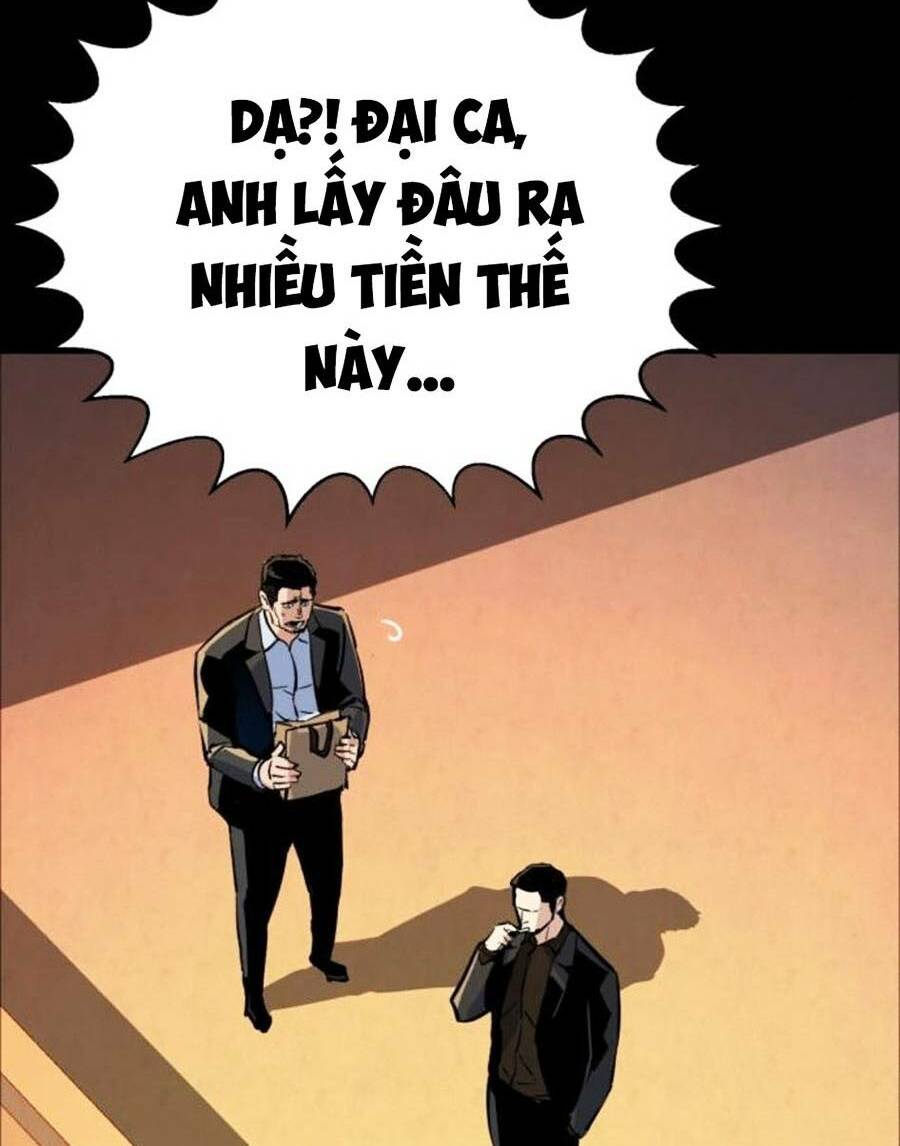 DẠ?! ĐẠI CA,
ANH LẤY ĐÂU RA
NHIỀU TIỀN THẾ
NÀY...